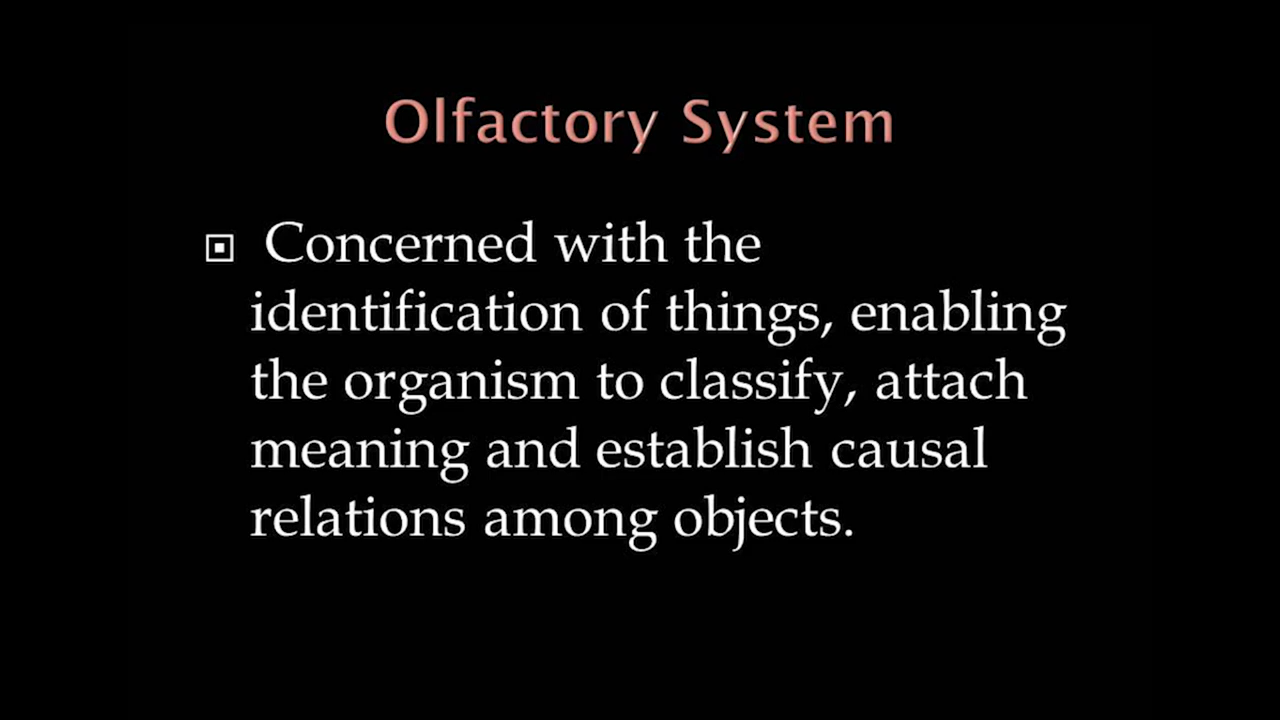 Olfactory System
Concerned with the
identification of things, enabling
the organism to classify, attach
meaning and establish causal
relations among objects.